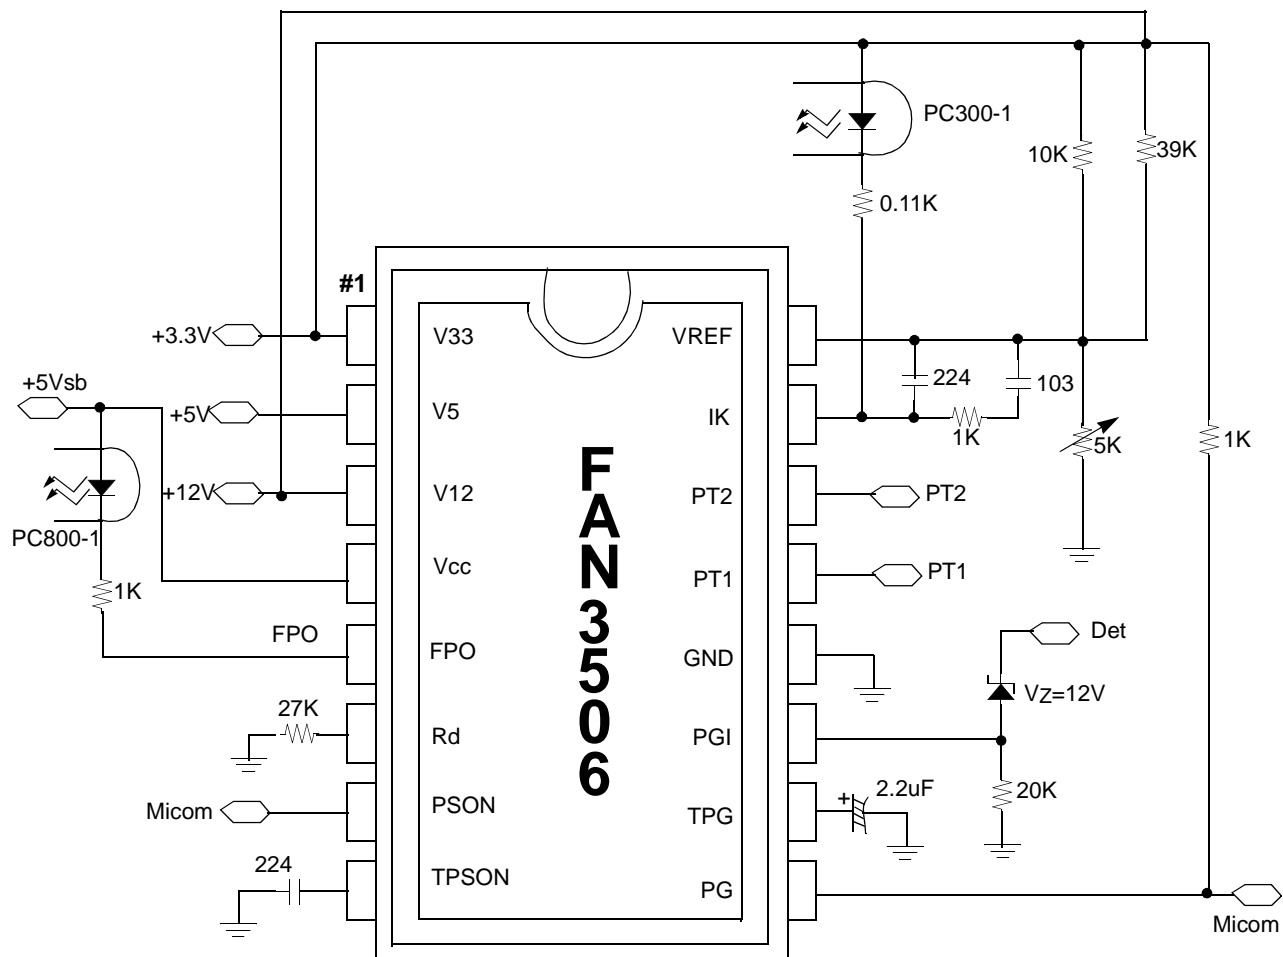 PC300-1
10K
39K
0.11K
#1
+3.3V
V33
VREF
+5Vsb
224
103
+5V
V5
IK
1K
5K
1K
+12V
V12
PT2
PT2
PC800-1
Vcc
PT1
PT1
1K
FPO
FPO
GND
Det
VZ=12V
27K
Rd
PGI
2.2uF
20K
Micom
PSON
+
TPG
224
TPSON
PG
Micom
FAN3506